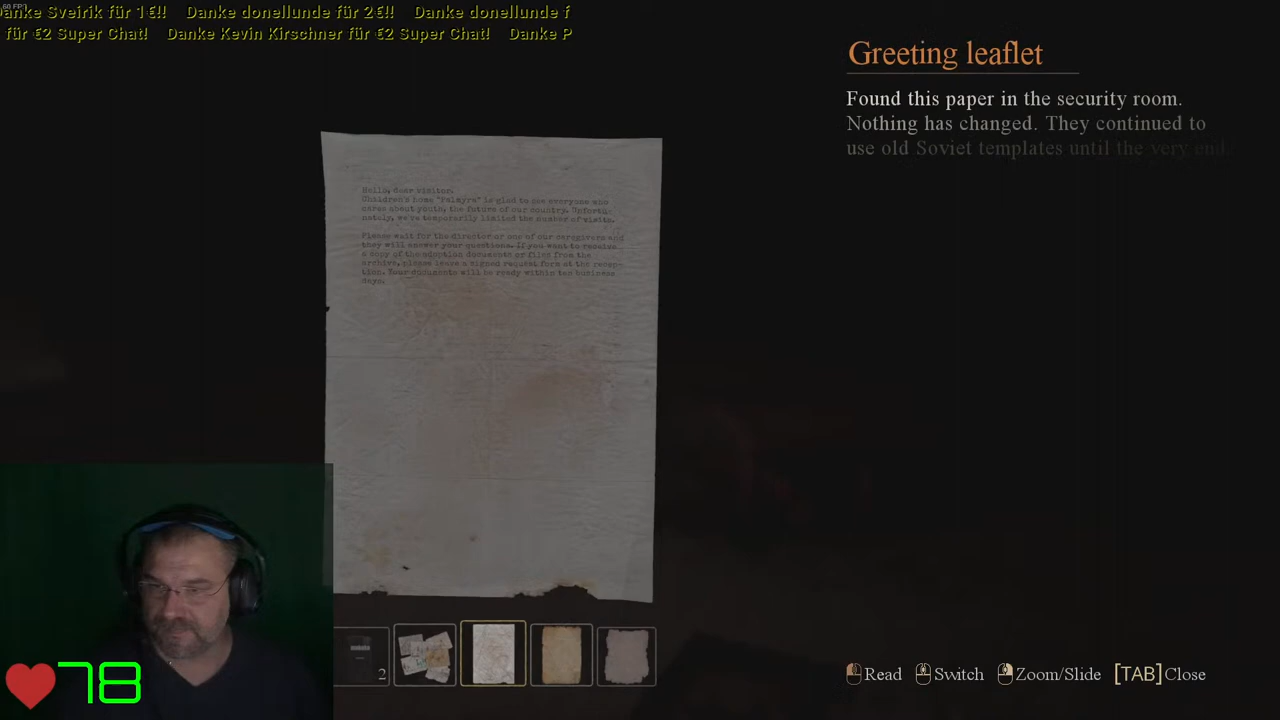 60 FPS
anke Sveirik für 1€!! Danke donellunde für 2€!! Danke donellunde f
für €2 Super Chat! Danke Kevin Kirschner für €2 Super Chat! Danke P
Greeting leaflet
Found this paper in the security room.
Nothing has changed. They continued to
use old Soviet templates until the very end.
Hello, dear visitor.
Children's home "Palmyra" is glad to see everyone who
cares about youth, the future of our country. Unfortu-
nately, we're temporarily limited the number of visits.
Please wait for the director or one of our caregivers and
they will answer your questions. If you want to receive
a copy of the adoption documents or files from the
archive, please leave a signed request form at the recep-
tion. Your documents will be ready within ten business
days.
2
78
Read Switch Zoom/Slide [TAB] Close